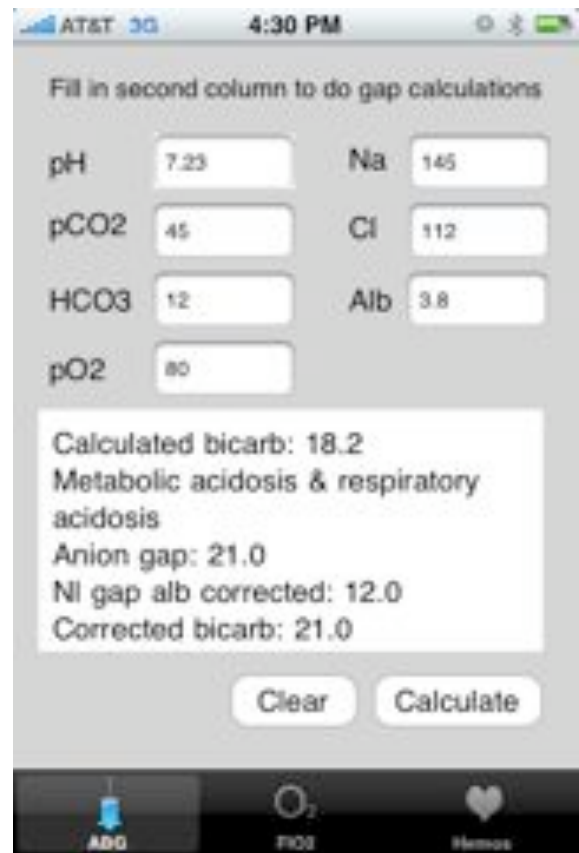 AT&T 3G 4:30 PM
Fill in second column to do gap calculations
pH 7.23 Na 145
pCO2 45 Cl 112
HCO3 12 Alb 3.8
pO2 80
Calculated bicarb: 18.2
Metabolic acidosis & respiratory
acidosis
Anion gap: 21.0
Nl gap alb corrected: 12.0
Corrected bicarb: 21.0
Clear Calculate
O₂
ABG FIO2 Hemos